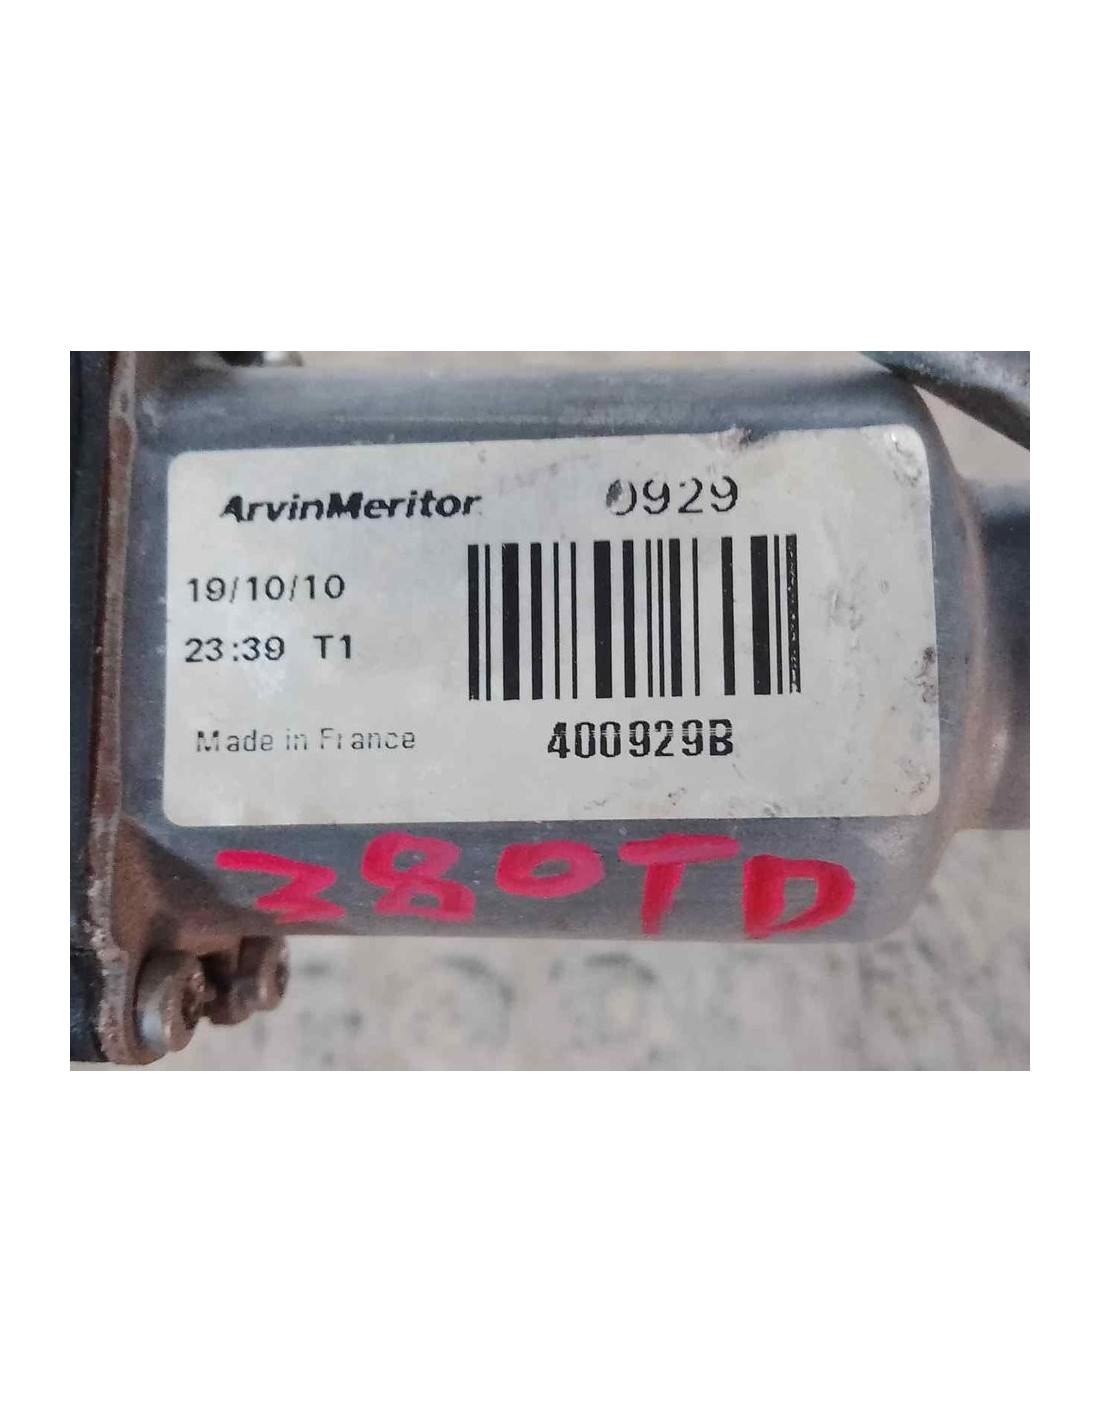 ArvinMeritor 0929
19/10/10
23:39 T1
Made in France
400929B
380TD